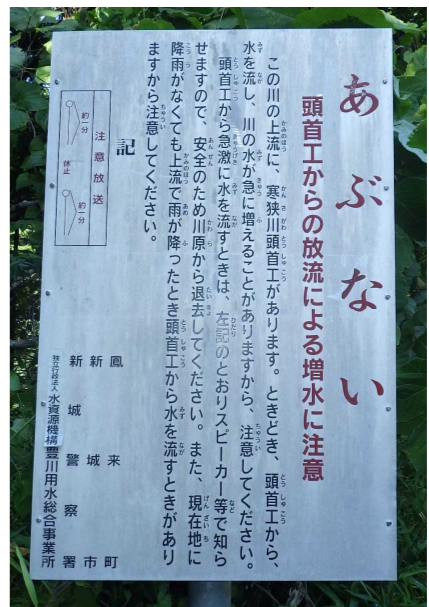 あぶない
頭首工からの放流による増水に注意
この川の上流に、寒狭川頭首工があります。ときどき、頭首工から、
水を流し、川の水が急に増えることがありますから、注意してください。
頭首工から急激に水を流すときは、左記のとおりスピーカー等で知ら
せますので、安全のため川原から退去してください。また、現在地に
降雨がなくても上流で雨が降ったとき頭首工から水を流すときがあり
ますから注意してください。
記
注意放送
約一分
休止
約一分
鳳来町
新城市
新城警察署
独立行政法人水資源機構豊川用水総合事業所